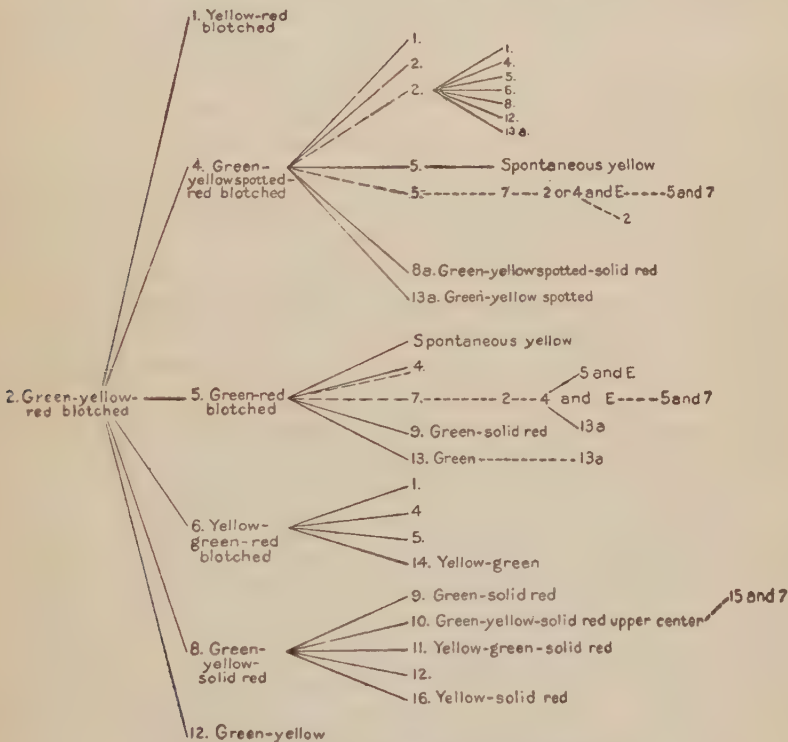 1. Yellow-red
blotched
1.
2.
2.
1.
4.
5.
6.
8.
12.
13a.
4. Green-
yellowspotted-
red blotched
5. Spontaneous yellow
5. 7 2 or 4 and E 5 and 7
2
8a. Green-yellowspotted-solid red
13a. Green-yellow spotted
Spontaneous yellow
4.
5 and E
2. Green-yellow-
red blotched
5. Green-red
blotched
7. 2 4 and E 5 and 7
13a
9. Green-solid red
13. Green 13a
1.
4
6. Yellow-
green-red
blotched
5.
14. Yellow-green
9. Green-solid red
15 and 7
10. Green-yellow-solid red upper center
8. Green-
yellow-
solid red
11. Yellow-green-solid red
12.
16. Yellow-solid red
12. Green-yellow